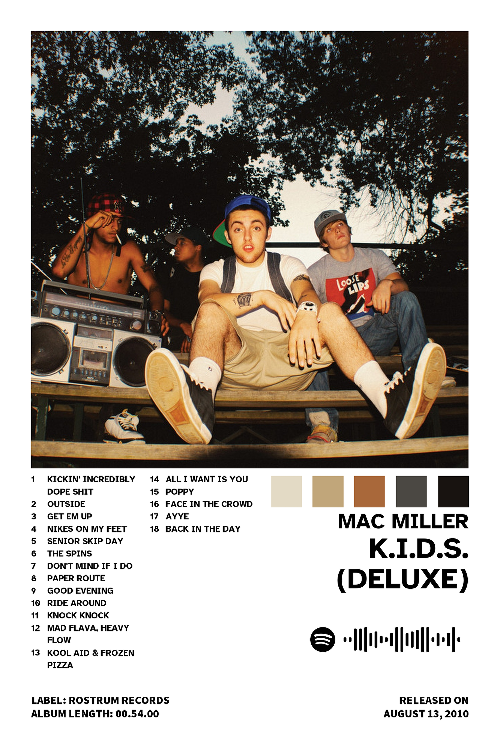 LOOSE
LIPS
1 KICKIN' INCREDIBLY
DOPE SHIT
2 OUTSIDE
3 GET EM UP
4 NIKES ON MY FEET
5 SENIOR SKIP DAY
6 THE SPINS
7 DON'T MIND IF I DO
8 PAPER ROUTE
9 GOOD EVENING
10 RIDE AROUND
11 KNOCK KNOCK
12 MAD FLAVA, HEAVY
FLOW
13 KOOL AID & FROZEN
PIZZA
14 ALL I WANT IS YOU
15 POPPY
16 FACE IN THE CROWD
17 AYYE
18 BACK IN THE DAY
MAC MILLER
K.I.D.S.
(DELUXE)
LABEL: ROSTRUM RECORDS
ALBUM LENGTH: 00.54.00
RELEASED ON
AUGUST 13, 2010